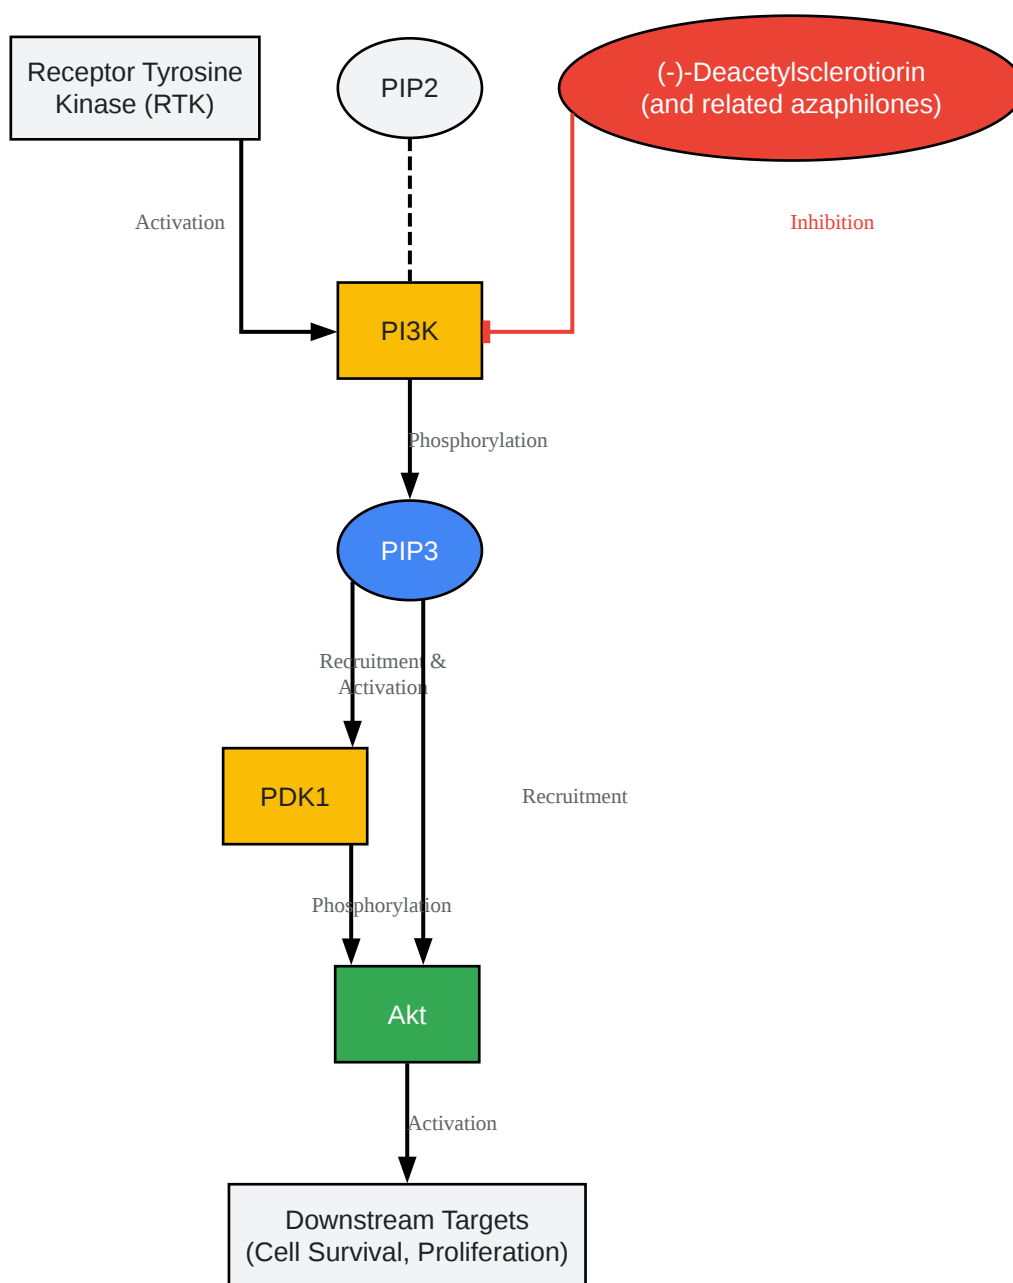 Receptor Tyrosine
Kinase (RTK)
PIP2
(-)-Deacetylsclerotiorin
(and related azaphilones)
Activation
Inhibition
PI3K
Phosphorylation
PIP3
Recruitment &
Activation
PDK1
Recruitment
Phosphorylation
Akt
Activation
Downstream Targets
(Cell Survival, Proliferation)